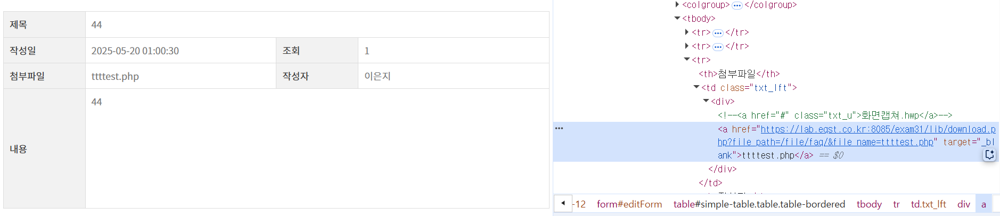 제목 44
작성일 2025-05-20 01:00:30 조회 1
첨부파일 ttttest.php 작성자 이은지
내용 44
<colgroup> ••• </colgroup>
<tbody>
<tr> ••• </tr>
<tr> ••• </tr>
<tr>
<th>첨부파일</th>
<td class="txt_lft">
<div>
<!--<a href="#" class="txt_u">화면캡쳐.hwp</a>-->
<a href="https://lab.eqst.co.kr:8085/exam31/lib/download.p
hp?file_path=/file/faq/&file_name=ttttest.php" target="_bl
ank">ttttest.php</a> == $0
</div>
</td>
-12 form#editForm table#simple-table.table.table-bordered tbody tr td.txt_lft div a